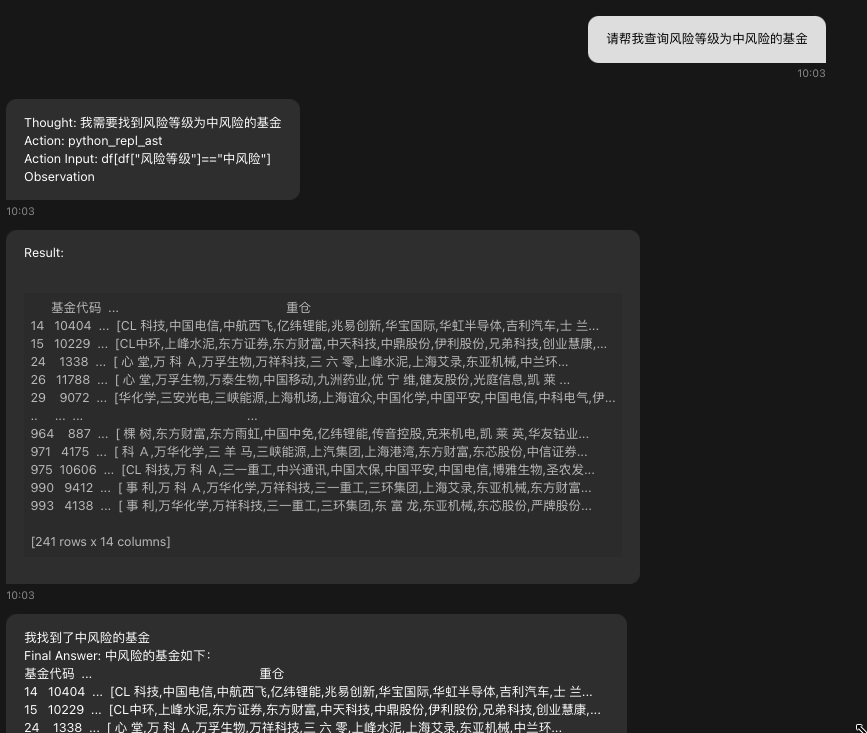 请帮我查询风险等级为中风险的基金
10:03
Thought: 我需要找到风险等级为中风险的基金
Action: python_repl_ast
Action Input: df[df["风险等级"]=="中风险"]
Observation
10:03
Result:
基金代码 ... 重仓
14 10404 ... [CL 科技,中国电信,中航西飞,亿纬锂能,兆易创新,华宝国际,华虹半导体,吉利汽车,士 兰...
15 10229 ... [CL中环,上峰水泥,东方证券,东方财富,中天科技,中鼎股份,伊利股份,兄弟科技,创业慧康,...
24 1338 ... [ 心 堂,万 科 A,万孚生物,万祥科技,三 六 零,上峰水泥,上海艾录,东亚机械,中兰环...
26 11788 ... [ 心 堂,万孚生物,万泰生物,中国移动,九洲药业,优 宁 维,健友股份,光庭信息,凯 莱 ...
29 9072 ... [华化学,三安光电,三峡能源,上海机场,上海谊众,中国化学,中国平安,中国电信,中科电气,伊...
.. ... ... ...
964 887 ... [ 棵 树,东方财富,东方雨虹,中国中免,亿纬锂能,传音控股,克来机电,凯 莱 英,华友钴业...
971 4175 ... [ 科 A,万华化学,三 羊 马,三峡能源,上汽集团,上海港湾,东方财富,东芯股份,中信证券...
975 10606 ... [CL 科技,万 科 A,三一重工,中兴通讯,中国太保,中国平安,中国电信,博雅生物,圣农发...
990 9412 ... [ 事 利,万 科 A,万华化学,万祥科技,三一重工,三环集团,上海艾录,东亚机械,东方财富...
993 4138 ... [ 事 利,万华化学,万祥科技,三一重工,三环集团,东 富 龙,东亚机械,东芯股份,严牌股份...
[241 rows x 14 columns]
10:03
我找到了中风险的基金
Final Answer: 中风险的基金如下:
基金代码 ... 重仓
14 10404 ... [CL 科技,中国电信,中航西飞,亿纬锂能,兆易创新,华宝国际,华虹半导体,吉利汽车,士 兰...
15 10229 ... [CL中环,上峰水泥,东方证券,东方财富,中天科技,中鼎股份,伊利股份,兄弟科技,创业慧康,...
24 1338 ... [ 心 堂,万 科 A,万孚生物,万祥科技,三 六 零,上峰水泥,上海艾录,东亚机械,中兰环...